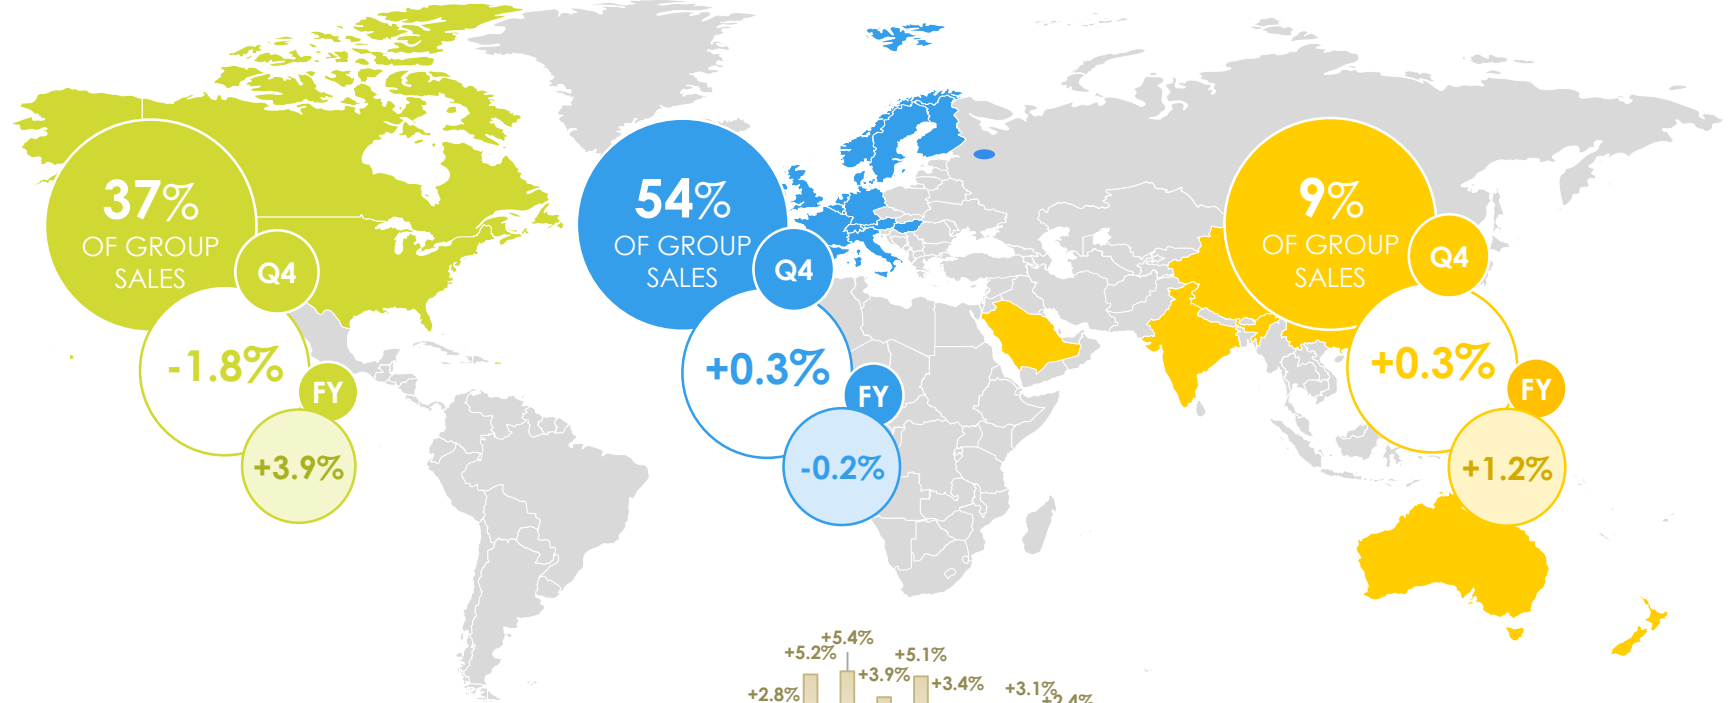 37%
OF GROUP
SALES
Q4
-1.8%
FY
+3.9%
54%
OF GROUP
SALES
Q4
+0.3%
FY
-0.2%
9%
OF GROUP
SALES
Q4
+0.3%
FY
+1.2%
+5.4%
+5.2%
+5.1%
+3.9%
+3.4%
+2.8%
+3.1%
+2.4%